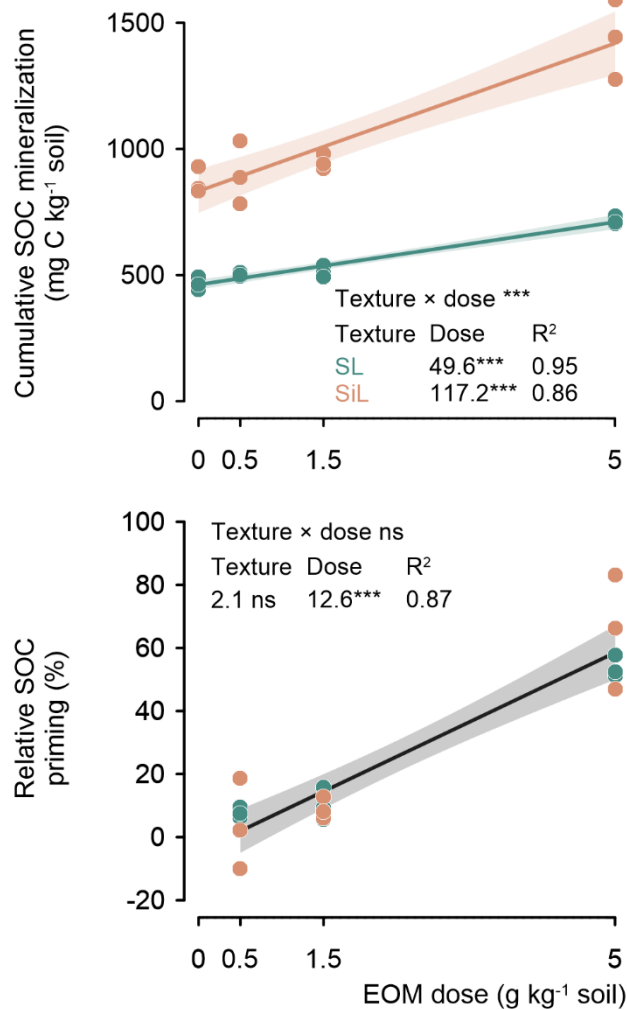 Cumulative SOC mineralization
(mg C kg⁻¹ soil)
1500
1000
500
0
Texture × dose ***
Texture Dose R²
SL 49.6*** 0.95
SiL 117.2*** 0.86
0 0.5 1.5 5
Relative SOC
priming (%)
100
80
60
40
20
0
-20
Texture × dose ns
Texture Dose R²
2.1 ns 12.6*** 0.87
0 0.5 1.5 5
EOM dose (g kg⁻¹ soil)